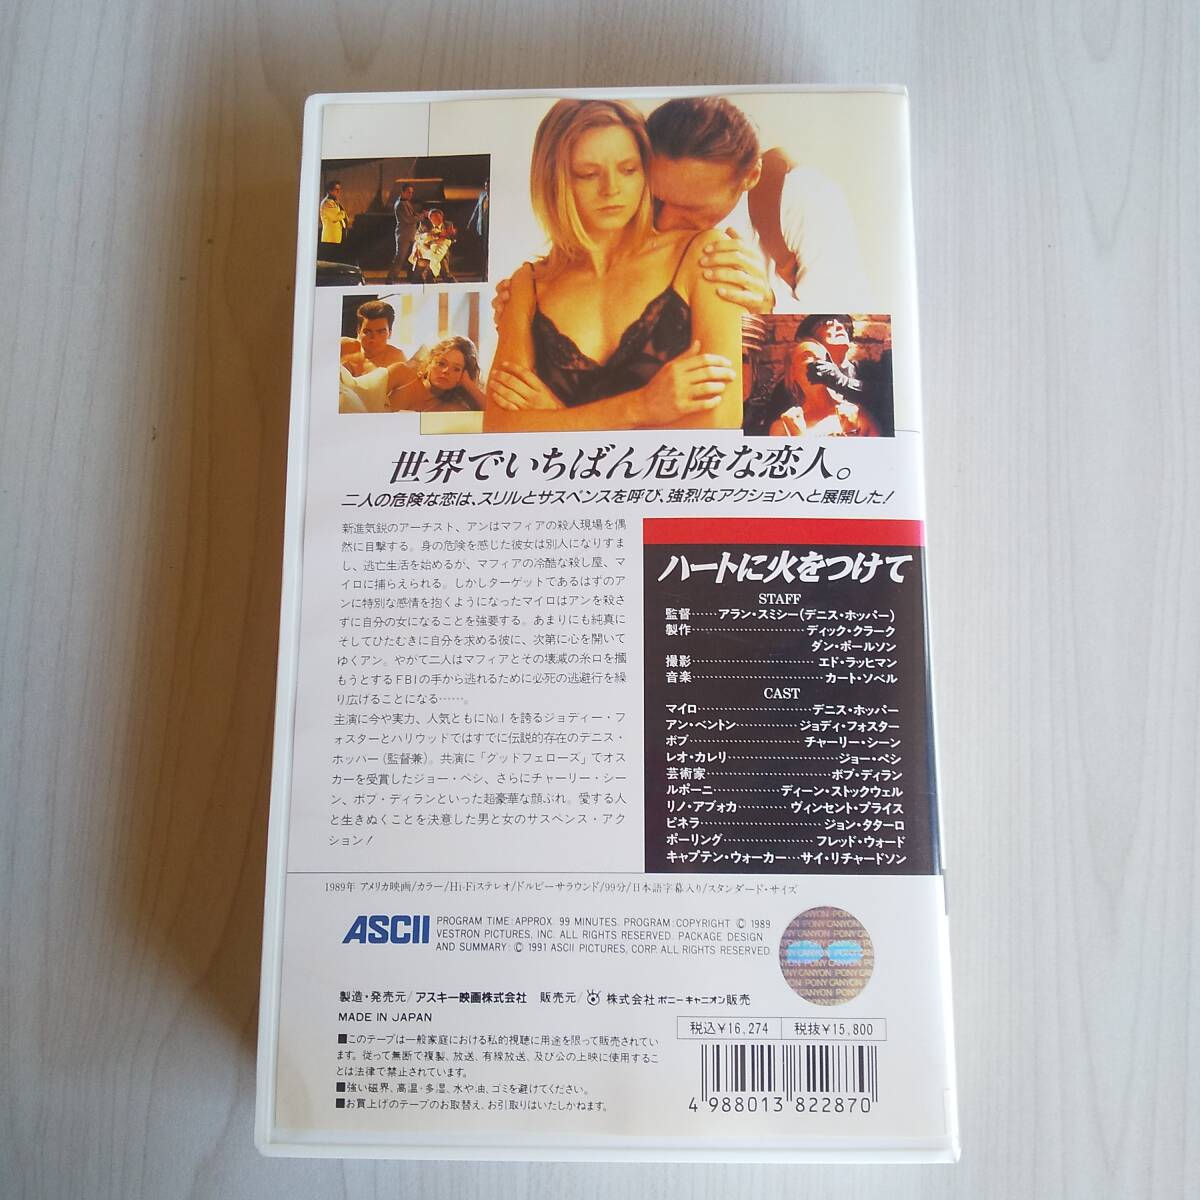 世界でいちばん危険な恋人。
二人の危険な恋は、スリルとサスペンスを呼び、強烈なアクションへと展開した！
新進気鋭のアーチスト、アンはマフィアの殺人現場を偶
然に目撃する。身の危険を感じた彼女は別人になりすま
し、逃亡生活を始めるが、マフィアの冷酷な殺し屋、マ
イロに捕らえられる。しかしターゲットであるはずのア
ンに特別な感情を抱くようになったマイロはアンを殺さ
ずに自分の女になることを強要する。あまりにも純真に
そしてひたむきに自分を求める彼に、次第に心を開いて
ゆくアン。やがて二人はマフィアとその壊滅の糸口を摑
もうとするFBIの手から逃れるために必死の逃避行を繰
り広げることになる……。
主演に今や実力、人気ともにNo.1を誇るジョディー・フ
ォスターとハリウッドではすでに伝説的存在のデニス・
ホッパー(監督兼)。共演に「グッドフェローズ」でオス
カーを受賞したジョー・ペシ、さらにチャーリー・シー
ン、ボブ・ディランといった超豪華な顔ぶれ。愛する人
と生きぬくことを決意した男と女のサスペンス・アク
ション！
ハートに火をつけて
STAFF
監督……アラン・スミシー(デニス・ホッパー)
製作……………………ディック・クラーク
ダン・ポールソン
撮影……………………エド・ラッヒマン
音楽……………………カート・ソベル
CAST
マイロ……………………デニス・ホッパー
アン・ベントン…………ジョディ・フォスター
ボブ……………………チャーリー・シーン
レオ・カレリ……………………ジョー・ペシ
芸術家……………………ボブ・ディラン
ルポーニ………………ディーン・ストックウェル
リノ・アブォカ…………ヴィンセント・プライス
ピネラ……………………ジョン・タターロ
ポーリング………………フレッド・ウォード
キャプテン・ウォーカー…サイ・リチャードソン
1989年 アメリカ映画/カラー/Hi-Fiステレオ/ドルビーサラウンド/99分/日本語字幕入り/スタンダード・サイズ
ASCII
PROGRAM TIME: APPROX. 99 MINUTES. PROGRAM: COPYRIGHT © 1989
VESTRON PICTURES, INC. ALL RIGHTS RESERVED. PACKAGE DESIGN
AND SUMMARY: © 1991 ASCII PICTURES, CORP. ALL RIGHTS RESERVED.
PONY CANYON
製造・発売元/アスキー映画株式会社 販売元/株式会社ポニーキャニオン販売
MADE IN JAPAN
税込¥16,274 税抜¥15,800
■このテープは一般家庭における私的視聴に用途を限って販売されてい
ます。従って無断で複製、放送、有線放送、及び公の上映に使用するこ
とは法律で禁止されています。
■強い磁界、高温・多湿、水や油、ゴミを避けてください。
■お買上げのテープのお取替え、お引取りはいたしかねます。
4 988013 822870